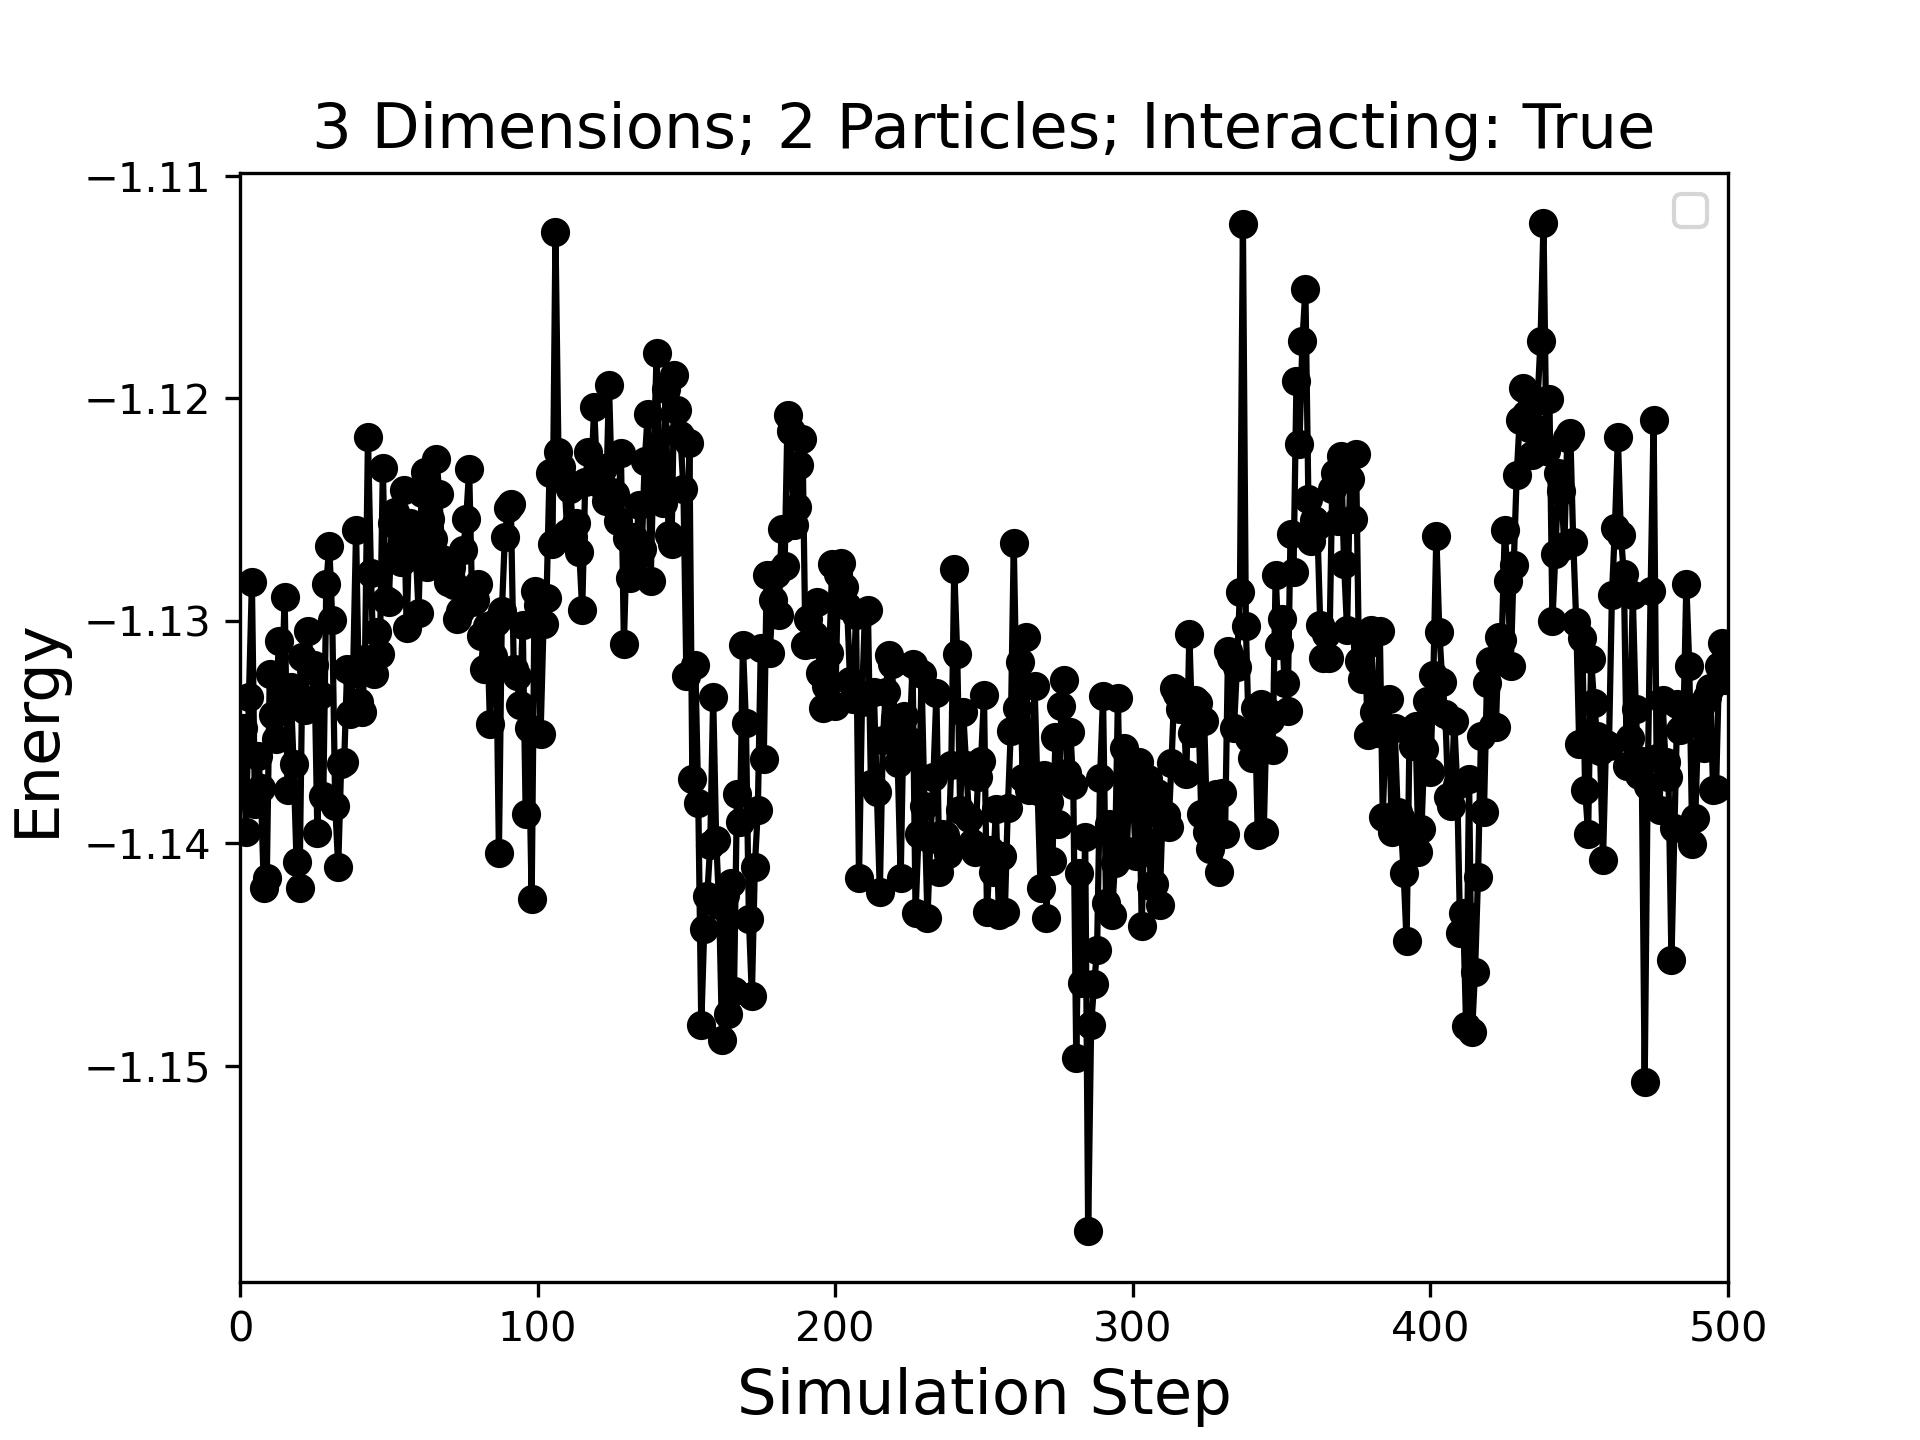 3 Dimensions; 2 Particles; Interacting: True
−1.11
−1.12
−1.13
−1.14
−1.15
Energy
0 100 200 300 400 500
Simulation Step